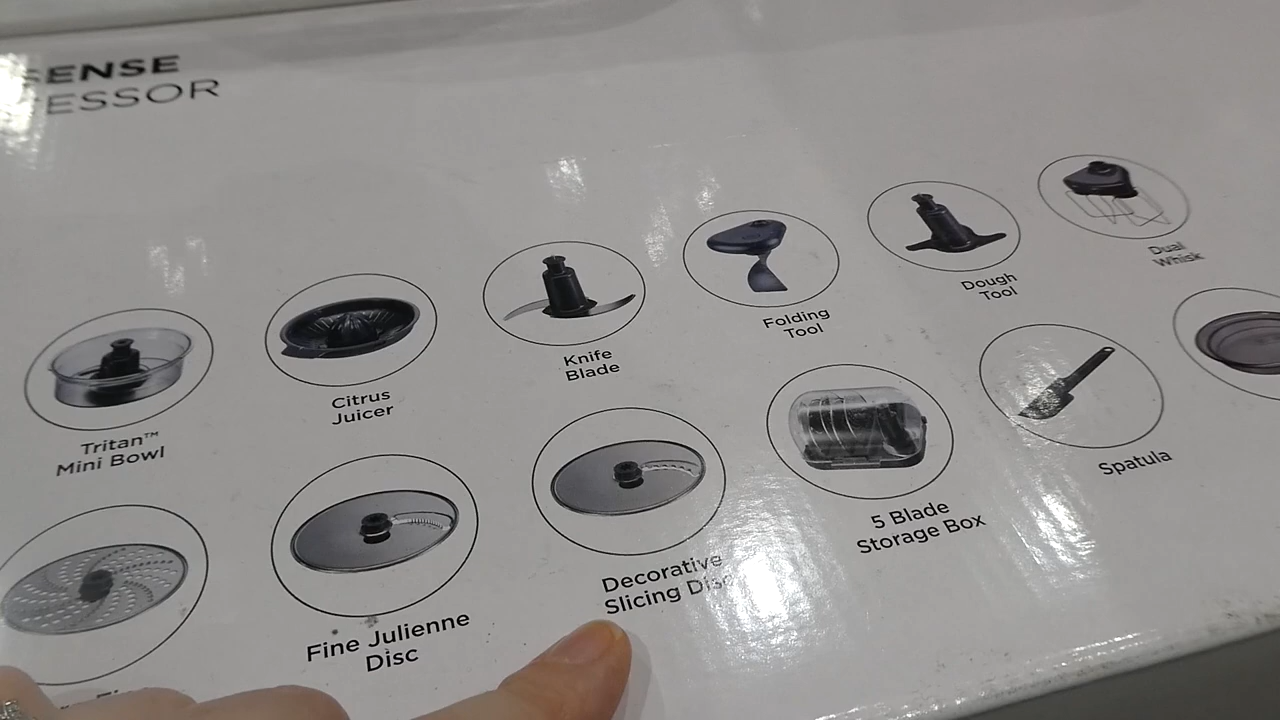 SENSE
ESSOR
Tritan™
Mini Bowl
Citrus
Juicer
Knife
Blade
Folding
Tool
Dough
Tool
Dual
Whisk
Fine Julienne
Disc
Decorative
Slicing Disc
5 Blade
Storage Box
Spatula